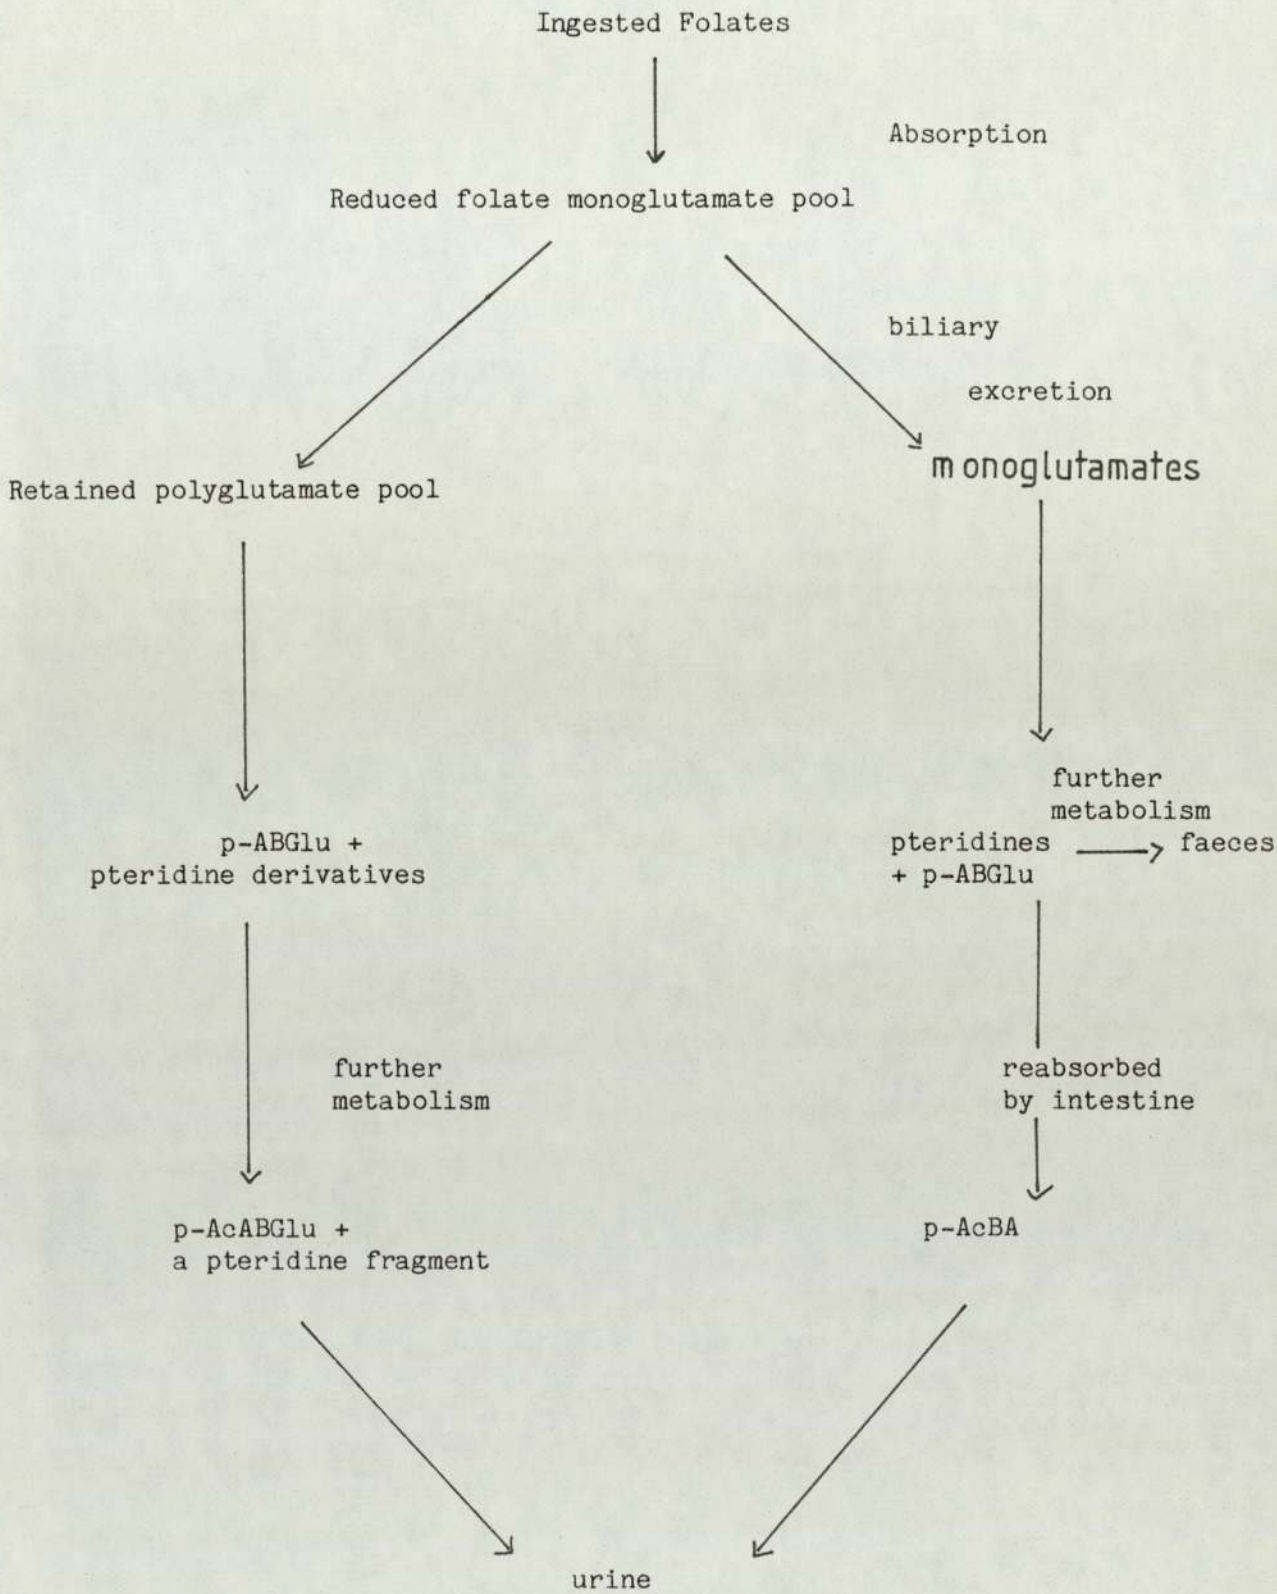 Ingested Folates
Absorption
Reduced folate monoglutamate pool
biliary
excretion
monoglutamates
Retained polyglutamate pool
further
metabolism
p-ABGlu +
pteridine derivatives
pteridines
+ p-ABGlu
faeces
further
metabolism
reabsorbed
by intestine
p-AcABGlu +
a pteridine fragment
p-AcBA
urine